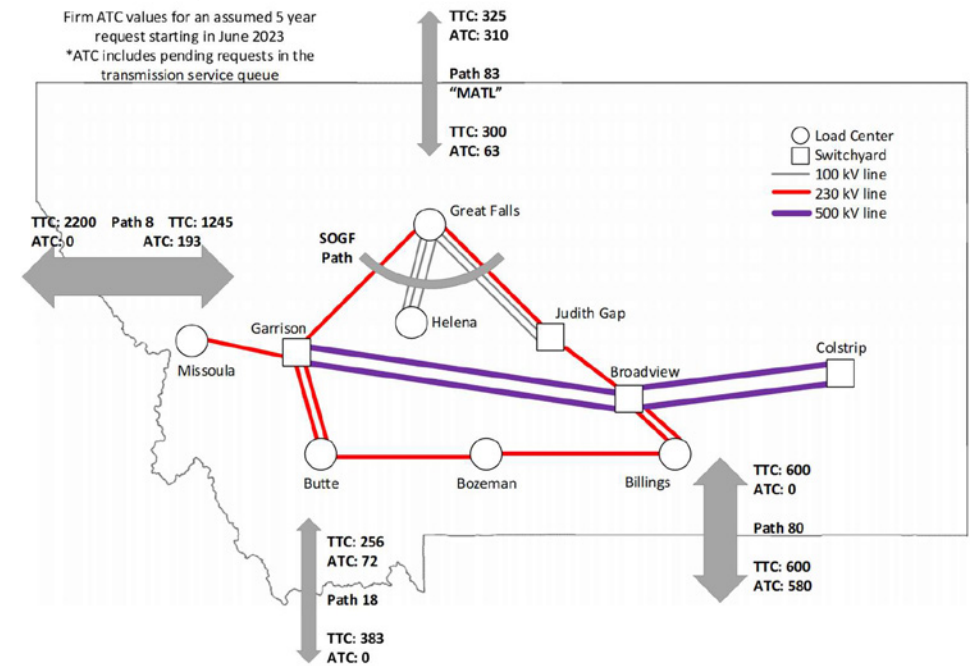 Firm ATC values for an assumed 5 year
request starting in June 2023
*ATC includes pending requests in the
transmission service queue
TTC: 325
ATC: 310
Path 83
“MATL”
TTC: 300
ATC: 63
Load Center
Switchyard
100 kV line
230 kV line
500 kV line
TTC: 2200 Path 8 TTC: 1245
ATC: 0 ATC: 193
Great Falls
SOGF
Path
Helena
Judith Gap
Garrison
Missoula
Broadview
Colstrip
Butte
Bozeman
Billings
TTC: 600
ATC: 0
Path 80
TTC: 600
ATC: 580
TTC: 256
ATC: 72
Path 18
TTC: 383
ATC: 0